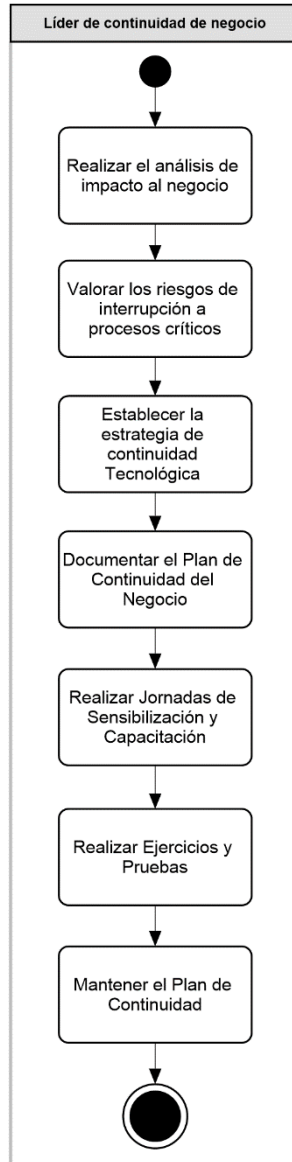 Líder de continuidad de negocio
Realizar el análisis de
impacto al negocio
Valorar los riesgos de
interrupción a
procesos críticos
Establecer la
estrategia de
continuidad
Tecnológica
Documentar el Plan de
Continuidad del
Negocio
Realizar Jornadas de
Sensibilización y
Capacitación
Realizar Ejercicios y
Pruebas
Mantener el Plan de
Continuidad